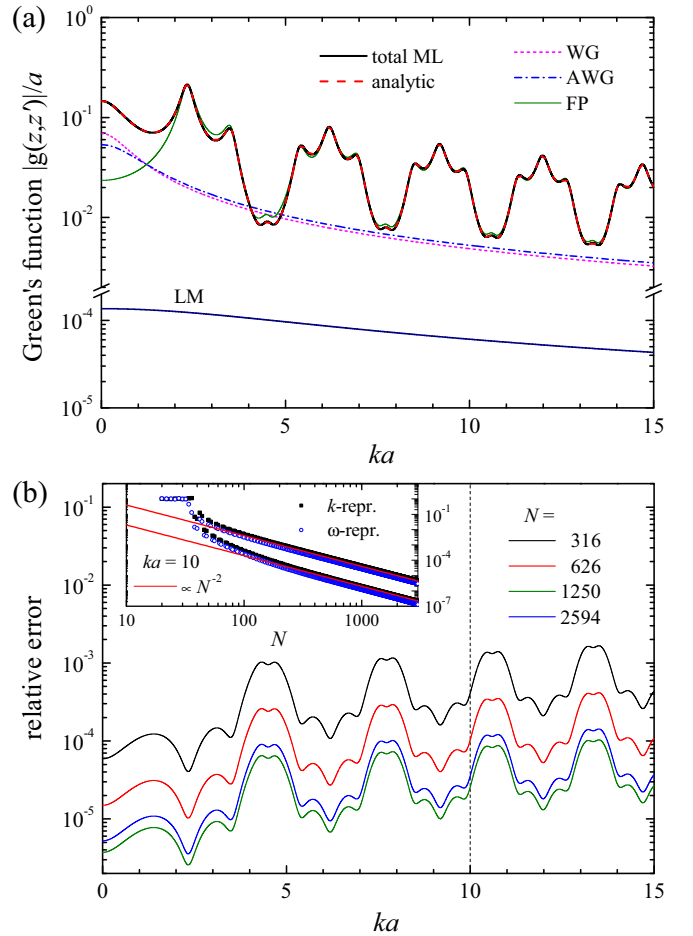 (a)
total ML
analytic
WG
AWG
FP
Green's function |g(z,z')|/a
10⁰
10⁻¹
10⁻²
10⁻⁴
10⁻⁵
LM
0
5
10
15
ka
(b)
relative error
10⁻¹
10⁻²
10⁻³
10⁻⁴
10⁻⁵
k-repr.
ω-repr.
ka = 10
∝ N⁻²
10⁻¹
10⁻⁴
10⁻⁷
10
100
1000
N
N =
316
626
1250
2594
0
5
10
15
ka